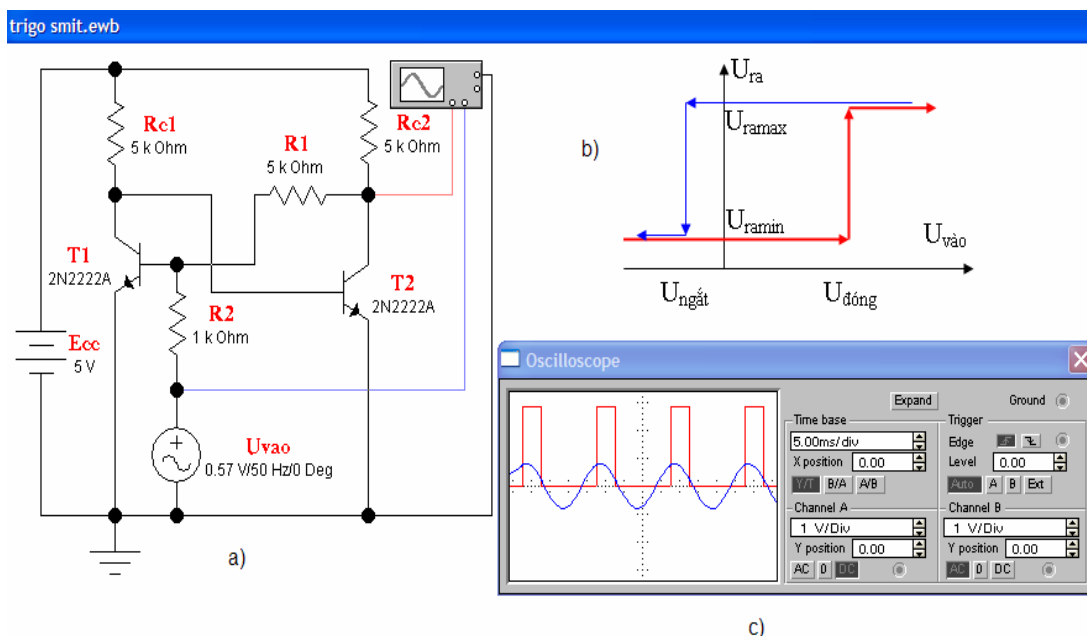 trigo smit.ewb
Rc1
5 k Ohm
R1
5 k Ohm
Rc2
5 k Ohm
T1
2N2222A
T2
2N2222A
R2
1 k Ohm
Ecc
5 V
Uvao
0.57 V/50 Hz/0 Deg
a)
b)
Ura
Uramax
Uramin
Uvào
Ungắt
Uđóng
Oscilloscope
Expand
Ground
Time base
5.00ms/div
X position 0.00
Y/T B/A A/B
Trigger
Edge
Level 0.00
Auto A B Ext
Channel A
1 V/Div
Y position 0.00
AC 0 DC
Channel B
1 V/Div
Y position 0.00
AC 0 DC
c)